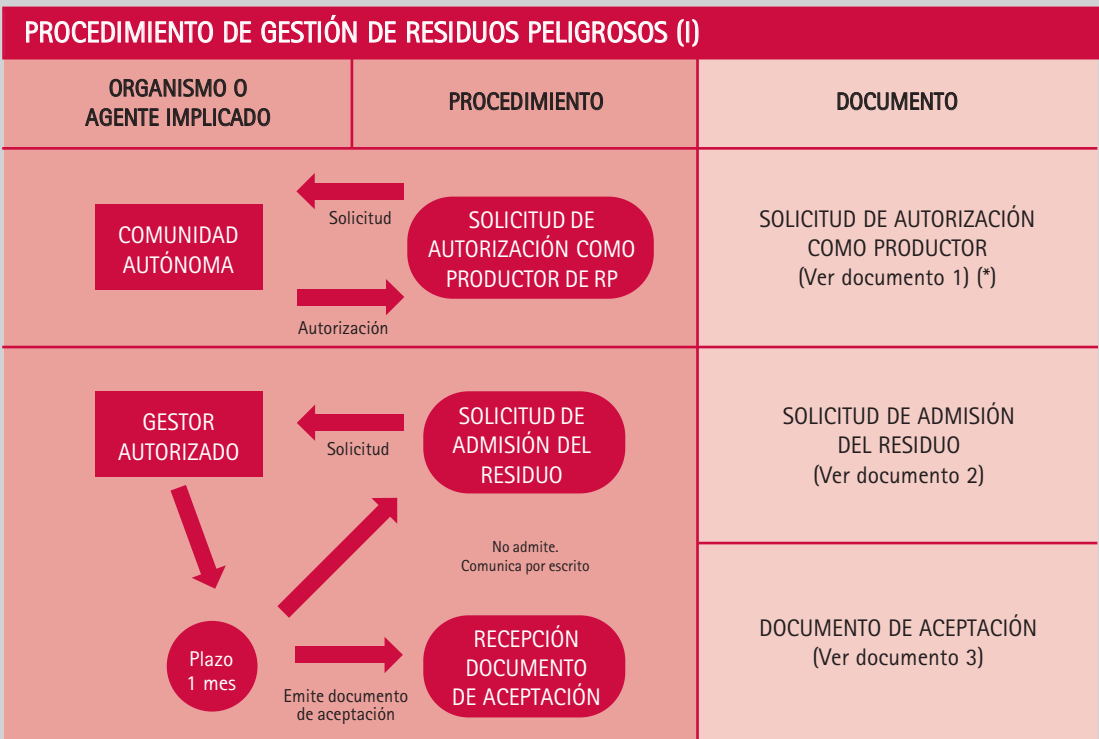 PROCEDIMIENTO DE GESTIÓN DE RESIDUOS PELIGROSOS (I)
ORGANISMO O
AGENTE IMPLICADO
PROCEDIMIENTO
DOCUMENTO
COMUNIDAD
AUTÓNOMA
Solicitud
Autorización
SOLICITUD DE
AUTORIZACIÓN COMO
PRODUCTOR DE RP
SOLICITUD DE AUTORIZACIÓN
COMO PRODUCTOR
(Ver documento 1) (*)
GESTOR
AUTORIZADO
Solicitud
SOLICITUD DE
ADMISIÓN DEL
RESIDUO
SOLICITUD DE ADMISIÓN
DEL RESIDUO
(Ver documento 2)
No admite.
Comunica por escrito
Plazo
1 mes
Emite documento
de aceptación
RECEPCIÓN
DOCUMENTO
DE ACEPTACIÓN
DOCUMENTO DE ACEPTACIÓN
(Ver documento 3)